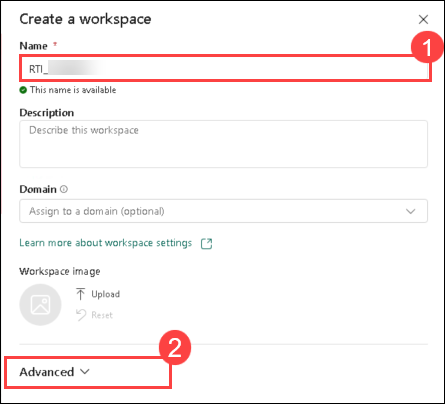 Create a workspace
1
Name *
RTI_
This name is available
Description
Describe this workspace
Domain
Assign to a domain (optional)
Learn more about workspace settings
Workspace image
Upload
Reset
2
Advanced